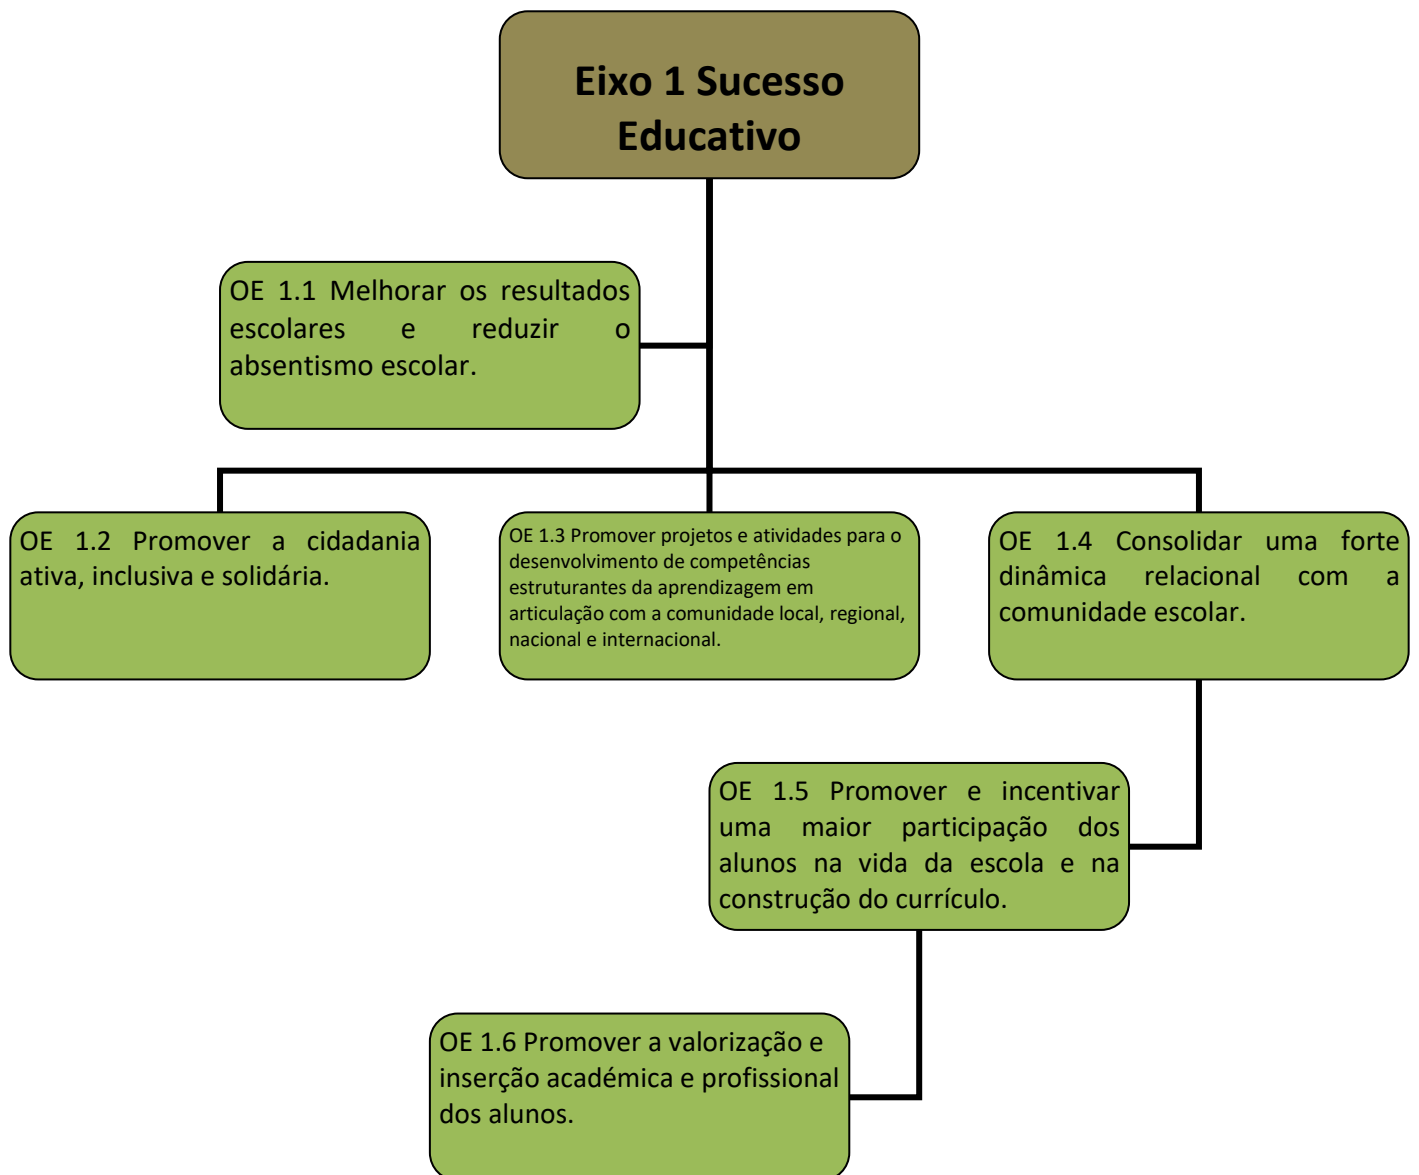 Eixo 1 Sucesso
Educativo
OE 1.1 Melhorar os resultados
escolares e reduzir o
absentismo escolar.
OE 1.2 Promover a cidadania
ativa, inclusiva e solidária.
OE 1.3 Promover projetos e atividades para o
desenvolvimento de competências
estruturantes da aprendizagem em
articulação com a comunidade local, regional,
nacional e internacional.
OE 1.4 Consolidar uma forte
dinâmica relacional com a
comunidade escolar.
OE 1.5 Promover e incentivar
uma maior participação dos
alunos na vida da escola e na
construção do currículo.
OE 1.6 Promover a valorização e
inserção académica e profissional
dos alunos.